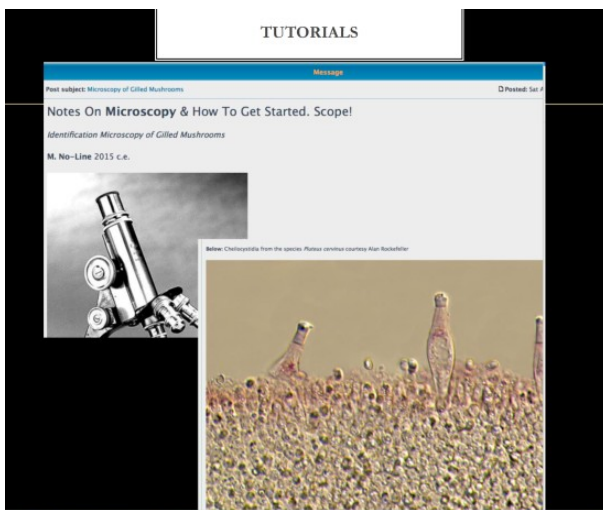 TUTORIALS
Message
Post subject: Microscopy of Gilled Mushrooms
Posted: Sat
Notes On Microscopy & How To Get Started. Scope!
Identification Microscopy of Gilled Mushrooms
M. No-Line 2015 c.e.
Below: Cheilocystidia from the species Pluteus cervinus courtesy Alan Rockefeller